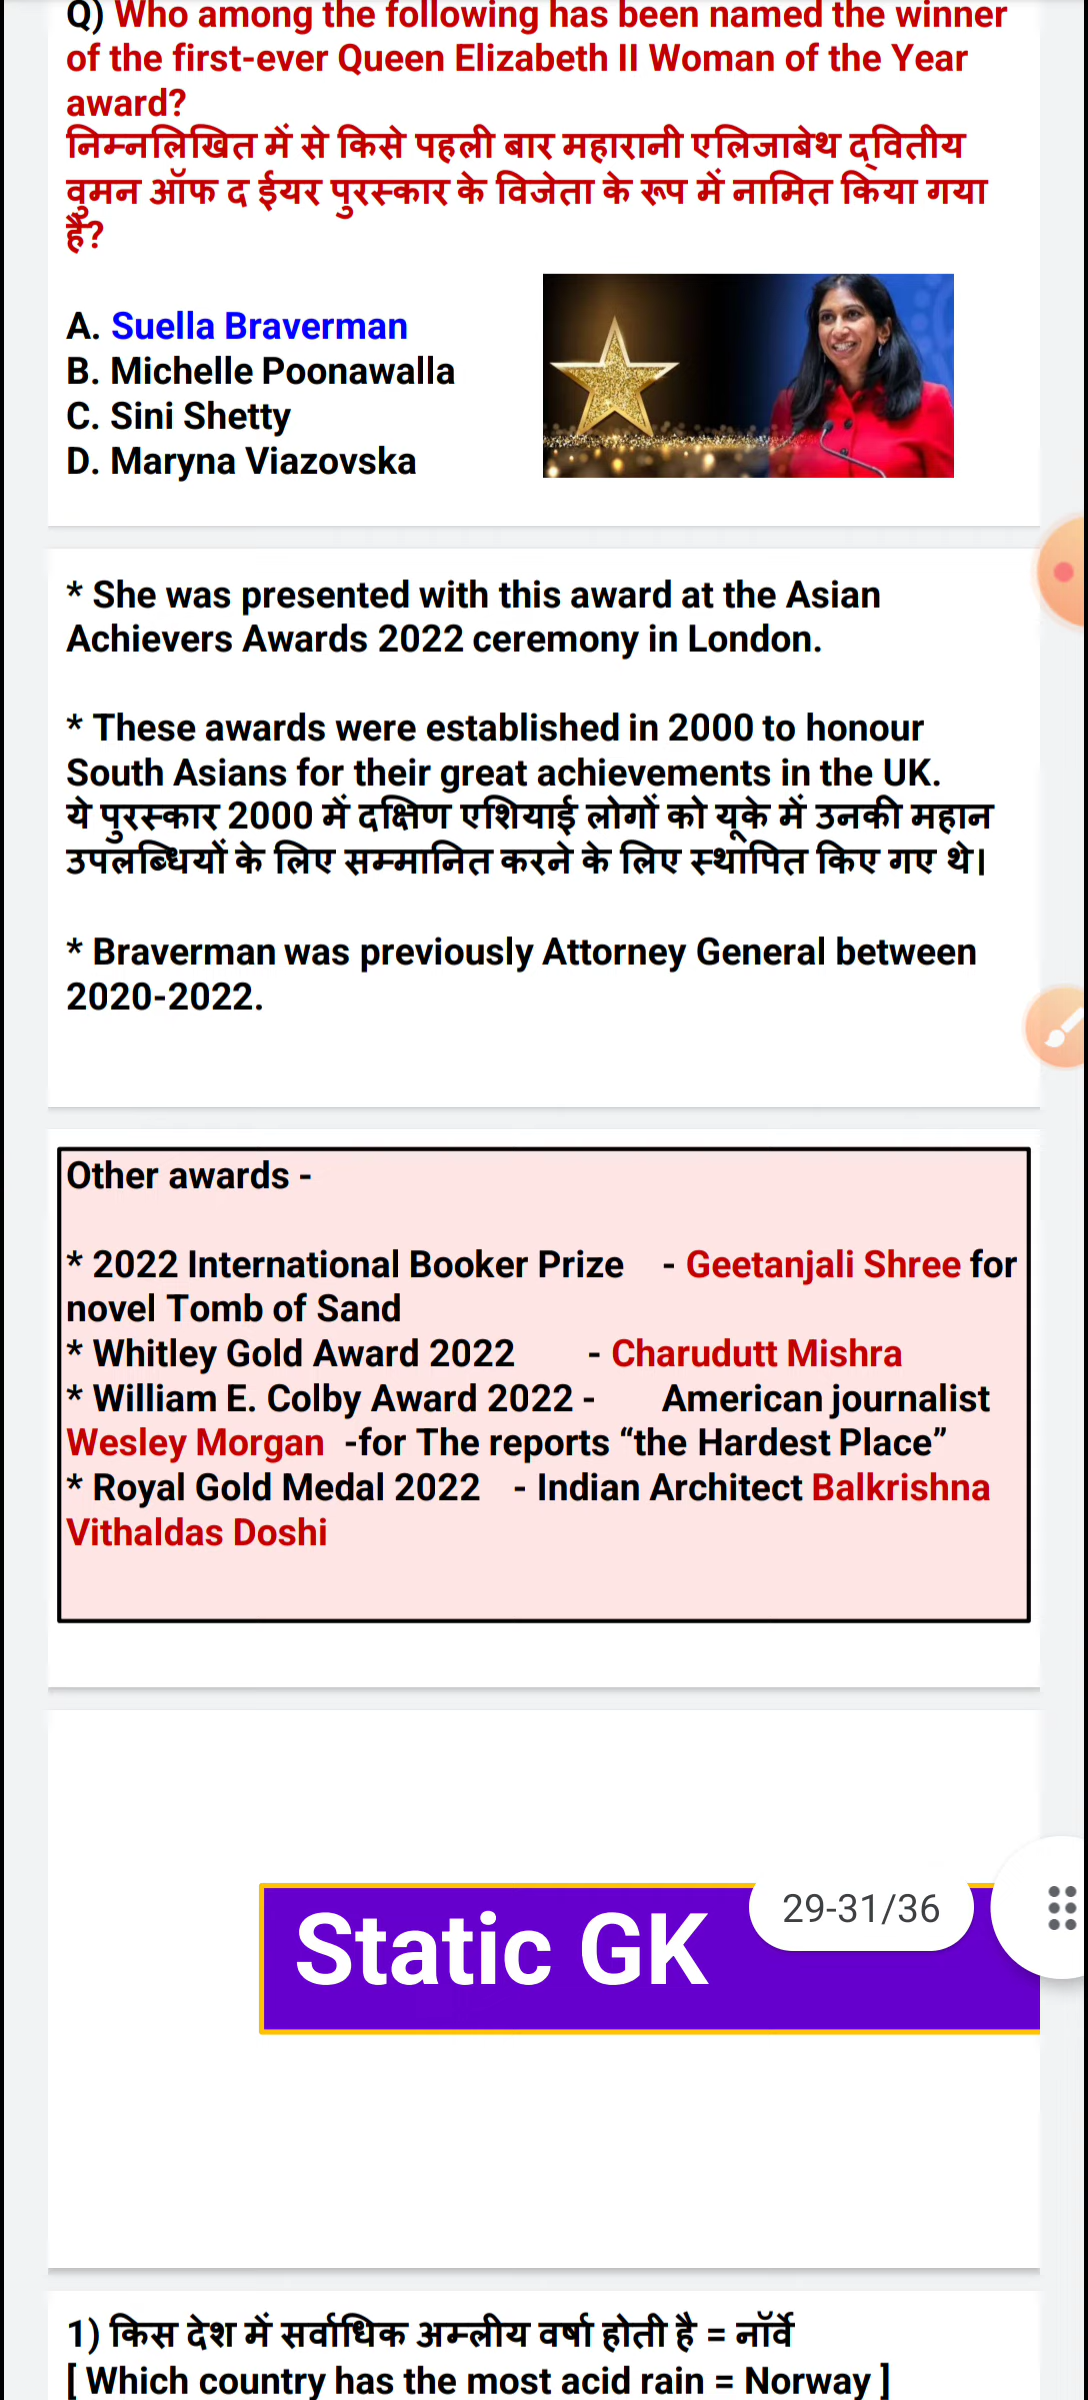 Q) Who among the following has been named the winner
of the first-ever Queen Elizabeth II Woman of the Year
award?
निम्नलिखित में से किसे पहली बार महारानी एलिजाबेथ द्वितीय
वुमन ऑफ द ईयर पुरस्कार के विजेता के रूप में नामित किया गया
है?
A. Suella Braverman
B. Michelle Poonawalla
C. Sini Shetty
D. Maryna Viazovska
* She was presented with this award at the Asian
Achievers Awards 2022 ceremony in London.
* These awards were established in 2000 to honour
South Asians for their great achievements in the UK.
ये पुरस्कार 2000 में दक्षिण एशियाई लोगों को यूके में उनकी महान
उपलब्धियों के लिए सम्मानित करने के लिए स्थापित किए गए थे।
* Braverman was previously Attorney General between
2020-2022.
Other awards -
* 2022 International Booker Prize - Geetanjali Shree for
novel Tomb of Sand
* Whitley Gold Award 2022 - Charudutt Mishra
* William E. Colby Award 2022 - American journalist
Wesley Morgan -for The reports “the Hardest Place”
* Royal Gold Medal 2022 - Indian Architect Balkrishna
Vithaldas Doshi
29-31/36
Static GK
1) किस देश में सर्वाधिक अम्लीय वर्षा होती है = नॉर्वे
[ Which country has the most acid rain = Norway ]